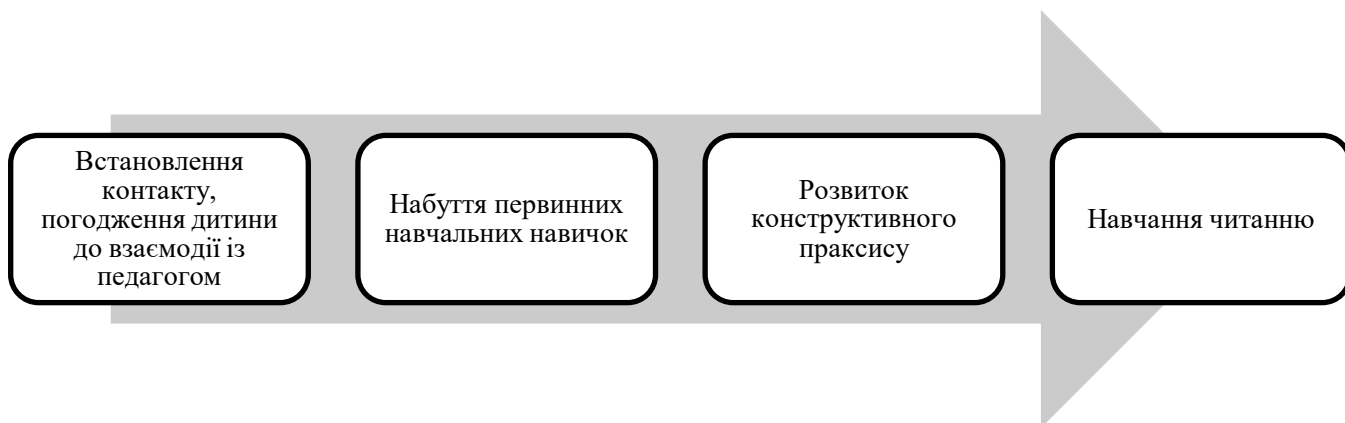 Встановлення
контакту,
погодження дитини
до взаємодії із
педагогом
Набуття первинних
навчальних навичок
Розвиток
конструктивного
праксису
Навчання читанню